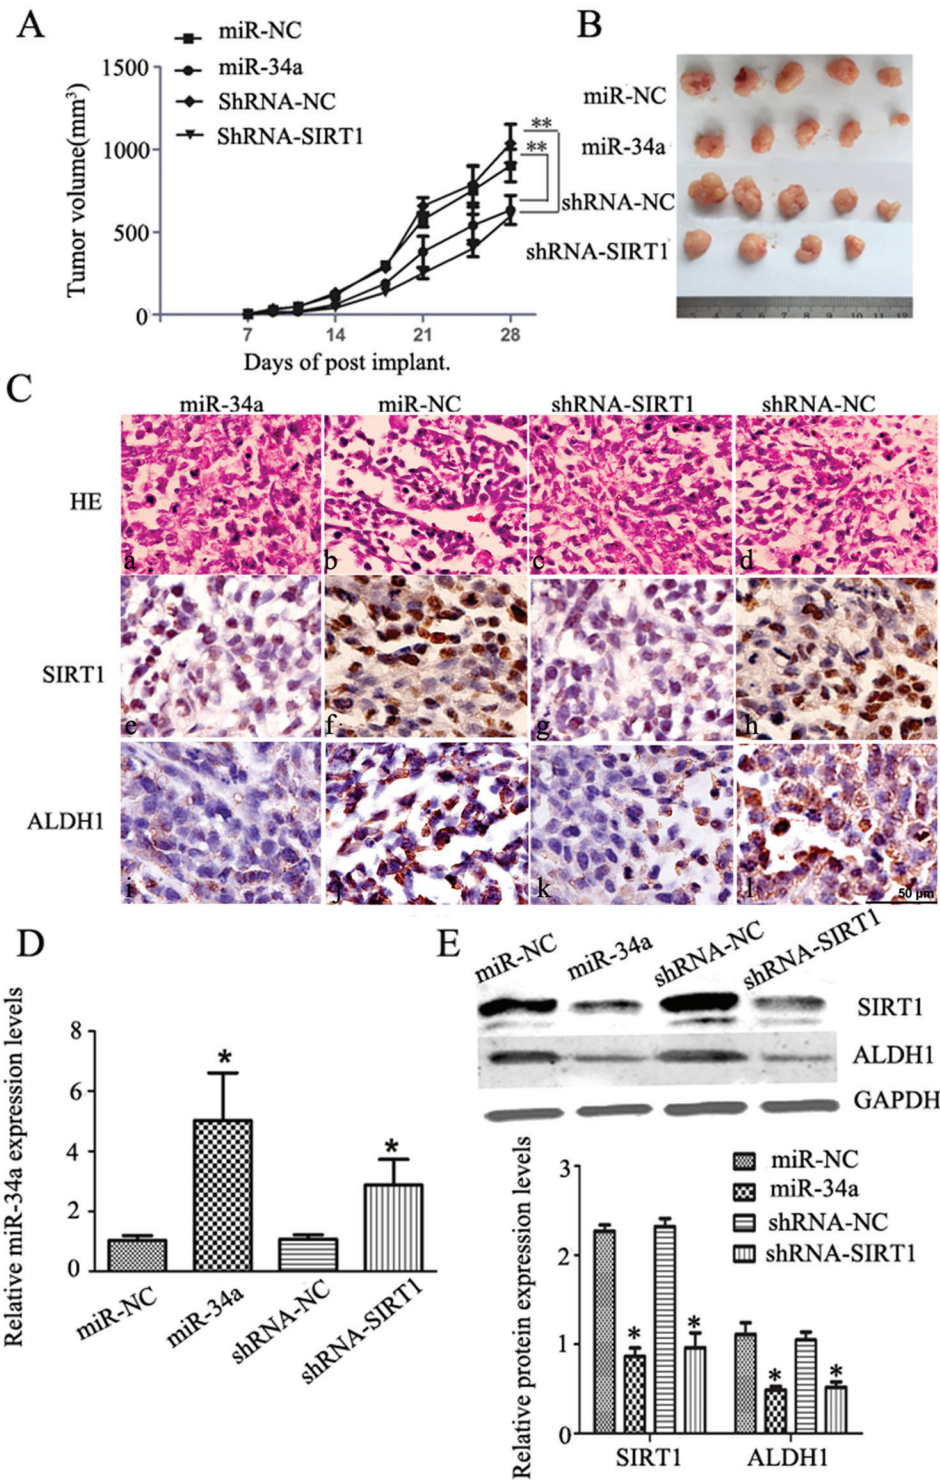 A
miR-NC
miR-34a
ShRNA-NC
ShRNA-SIRT1
1500
1000
500
0
Tumor volume(mm³)
7
14
21
28
Days of post implant.
**
**
B
miR-NC
miR-34a
shRNA-NC
shRNA-SIRT1
C
miR-34a
miR-NC
shRNA-SIRT1
shRNA-NC
HE
a
b
c
d
SIRT1
e
f
g
h
ALDH1
i
j
k
l
50 μm
D
Relative miR-34a expression levels
8
6
4
2
0
*
*
miR-NC
miR-34a
shRNA-NC
shRNA-SIRT1
E
miR-NC
miR-34a
shRNA-NC
shRNA-SIRT1
SIRT1
ALDH1
GAPDH
Relative protein expression levels
3
2
1
0
miR-NC
miR-34a
shRNA-NC
shRNA-SIRT1
*
*
*
*
SIRT1
ALDH1